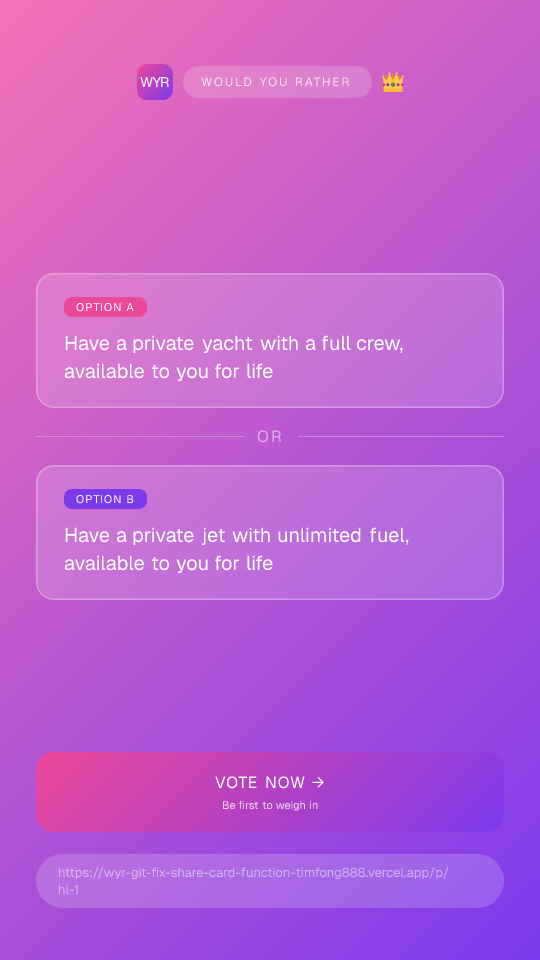 WYR WOULD YOU RATHER
OPTION A
Have a private yacht with a full crew,
available to you for life
OR
OPTION B
Have a private jet with unlimited fuel,
available to you for life
VOTE NOW →
Be first to weigh in
https://wyr-git-fix-share-card-function-timfong888.vercel.app/p/
hl-1